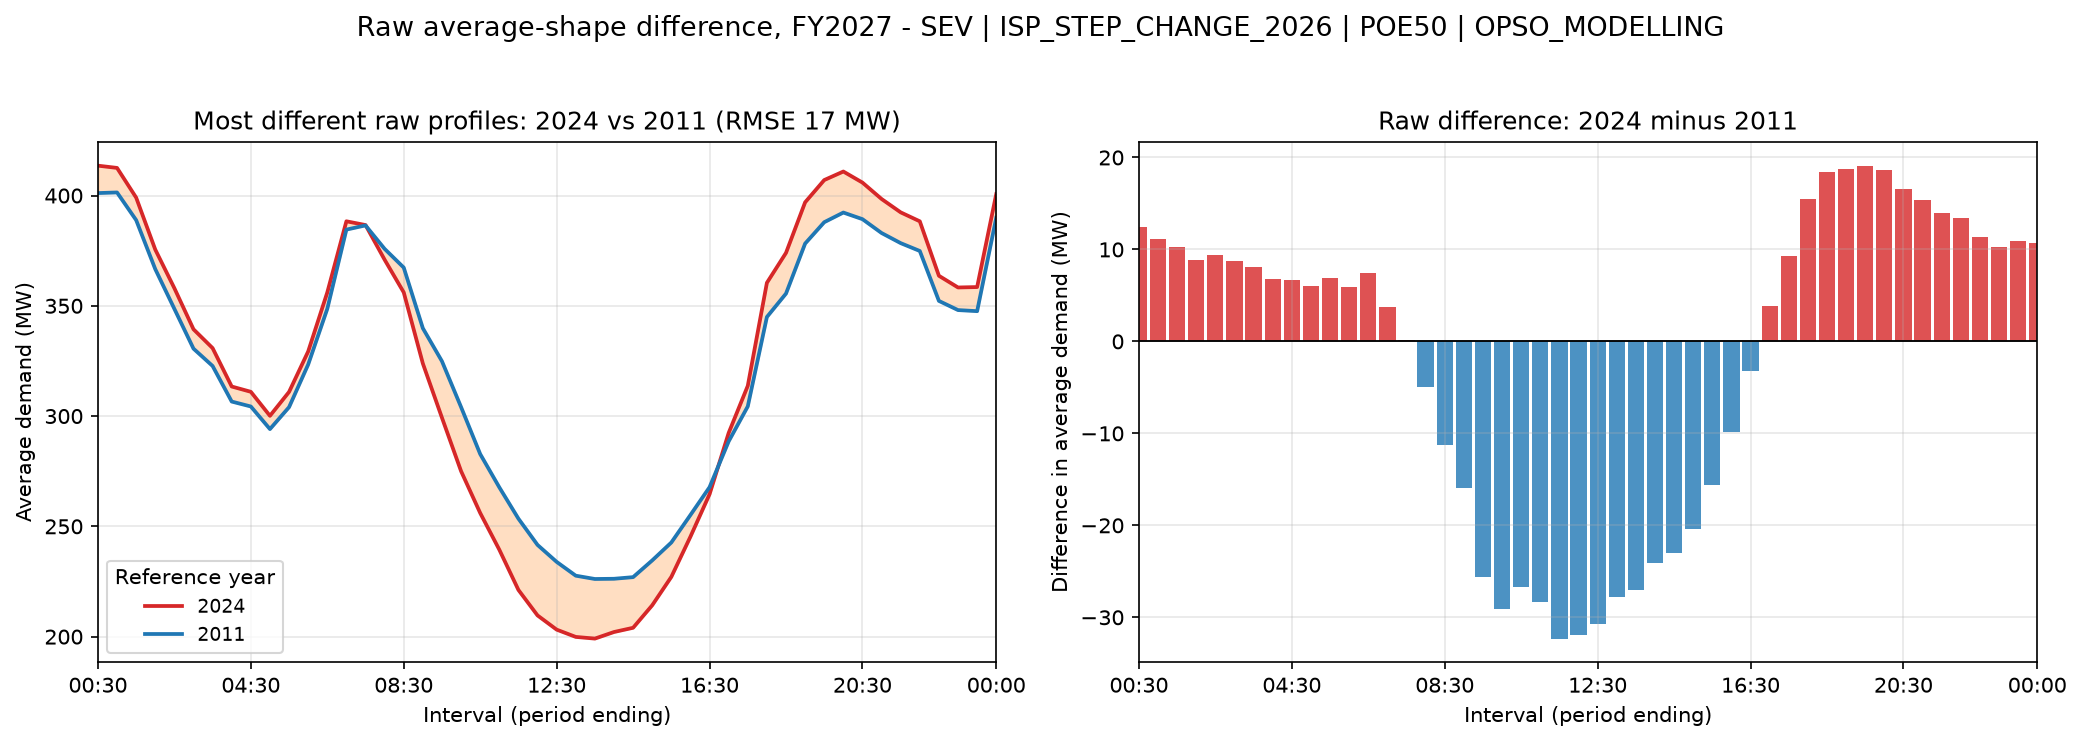 Raw average-shape difference, FY2027 - SEV | ISP_STEP_CHANGE_2026 | POE50 | OPSO_MODELLING
Most different raw profiles: 2024 vs 2011 (RMSE 17 MW)
Average demand (MW)
400
350
300
250
200
Reference year
2024
2011
00:30 04:30 08:30 12:30 16:30 20:30 00:00
Interval (period ending)
Raw difference: 2024 minus 2011
Difference in average demand (MW)
20
10
0
−10
−20
−30
00:30 04:30 08:30 12:30 16:30 20:30 00:00
Interval (period ending)